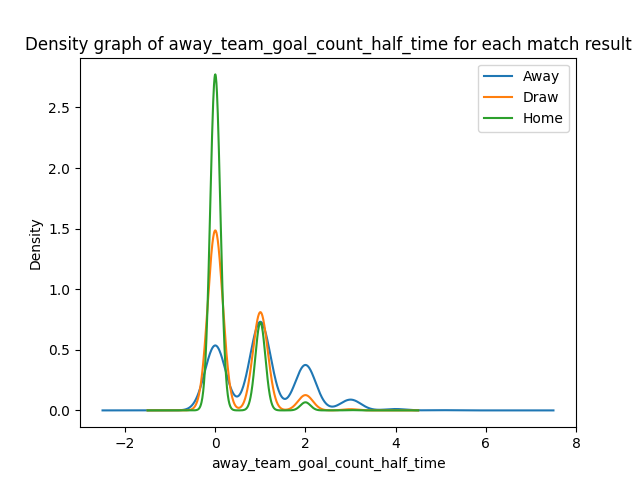 Density graph of away_team_goal_count_half_time for each match result
Away
Draw
Home
Density
2.5
2.0
1.5
1.0
0.5
0.0
−2 0 2 4 6 8
away_team_goal_count_half_time